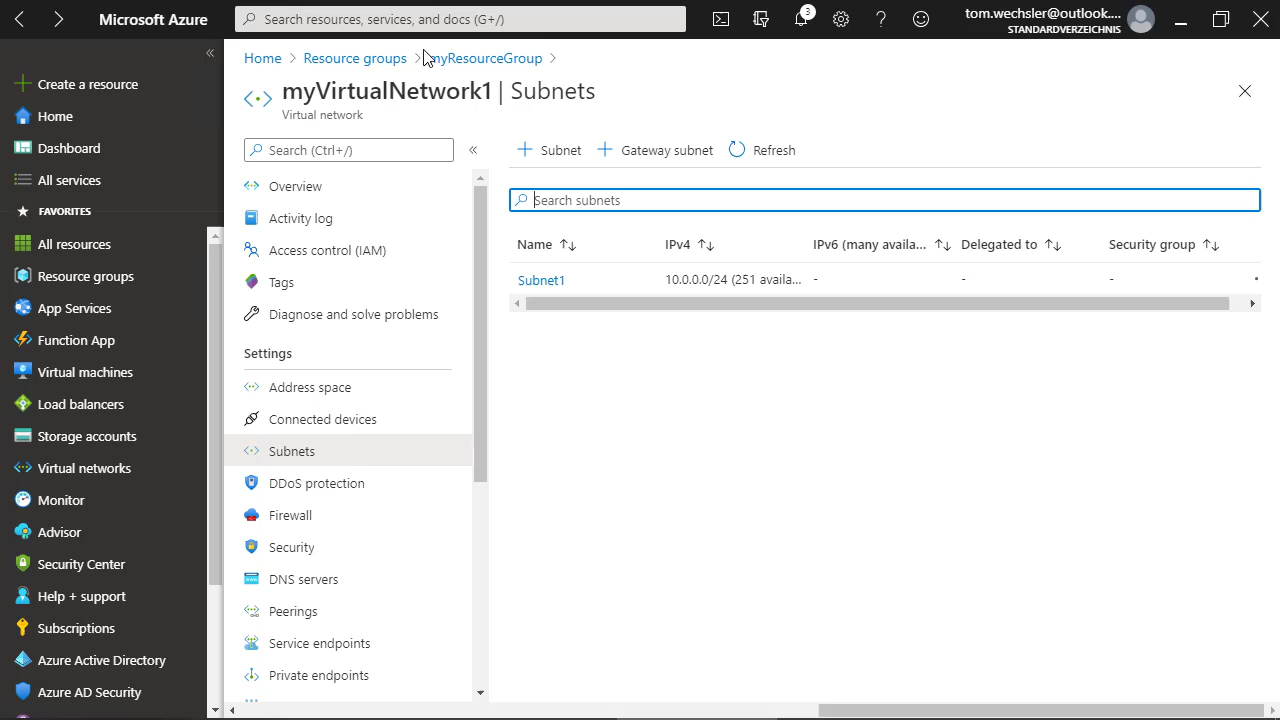 Microsoft Azure
Search resources, services, and docs (G+/)
3
tom.wechsler@outlook....
STANDARDVERZEICHNIS
Create a resource
Home
Dashboard
All services
FAVORITES
All resources
Resource groups
App Services
Function App
Virtual machines
Load balancers
Storage accounts
Virtual networks
Monitor
Advisor
Security Center
Help + support
Subscriptions
Azure Active Directory
Azure AD Security
Home > Resource groups > myResourceGroup >
myVirtualNetwork1 | Subnets
Virtual network
Search (Ctrl+/)
Overview
Activity log
Access control (IAM)
Tags
Diagnose and solve problems
Settings
Address space
Connected devices
Subnets
DDoS protection
Firewall
Security
DNS servers
Peerings
Service endpoints
Private endpoints
+ Subnet + Gateway subnet Refresh
Search subnets
Name IPv4 IPv6 (many availa... Delegated to Security group
Subnet1 10.0.0.0/24 (251 availa... - - -